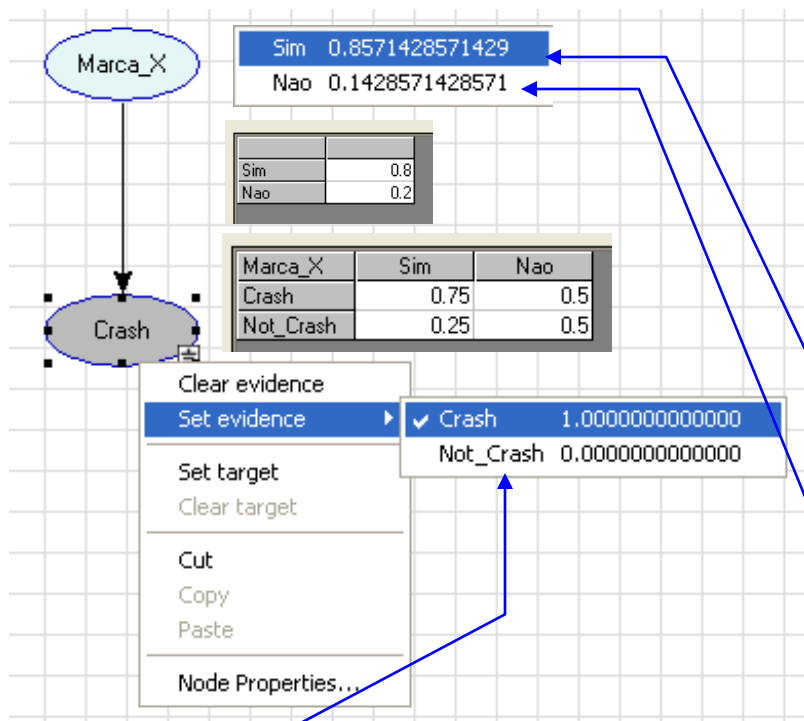 Marca_X
Sim 0.8571428571429
Nao 0.1428571428571
Sim 0.8
Nao 0.2
Marca_X Sim Nao
Crash 0.75 0.5
Not_Crash 0.25 0.5
Crash
Clear evidence
Set evidence
Crash 1.0000000000000
Not_Crash 0.0000000000000
Set target
Clear target
Cut
Copy
Paste
Node Properties...